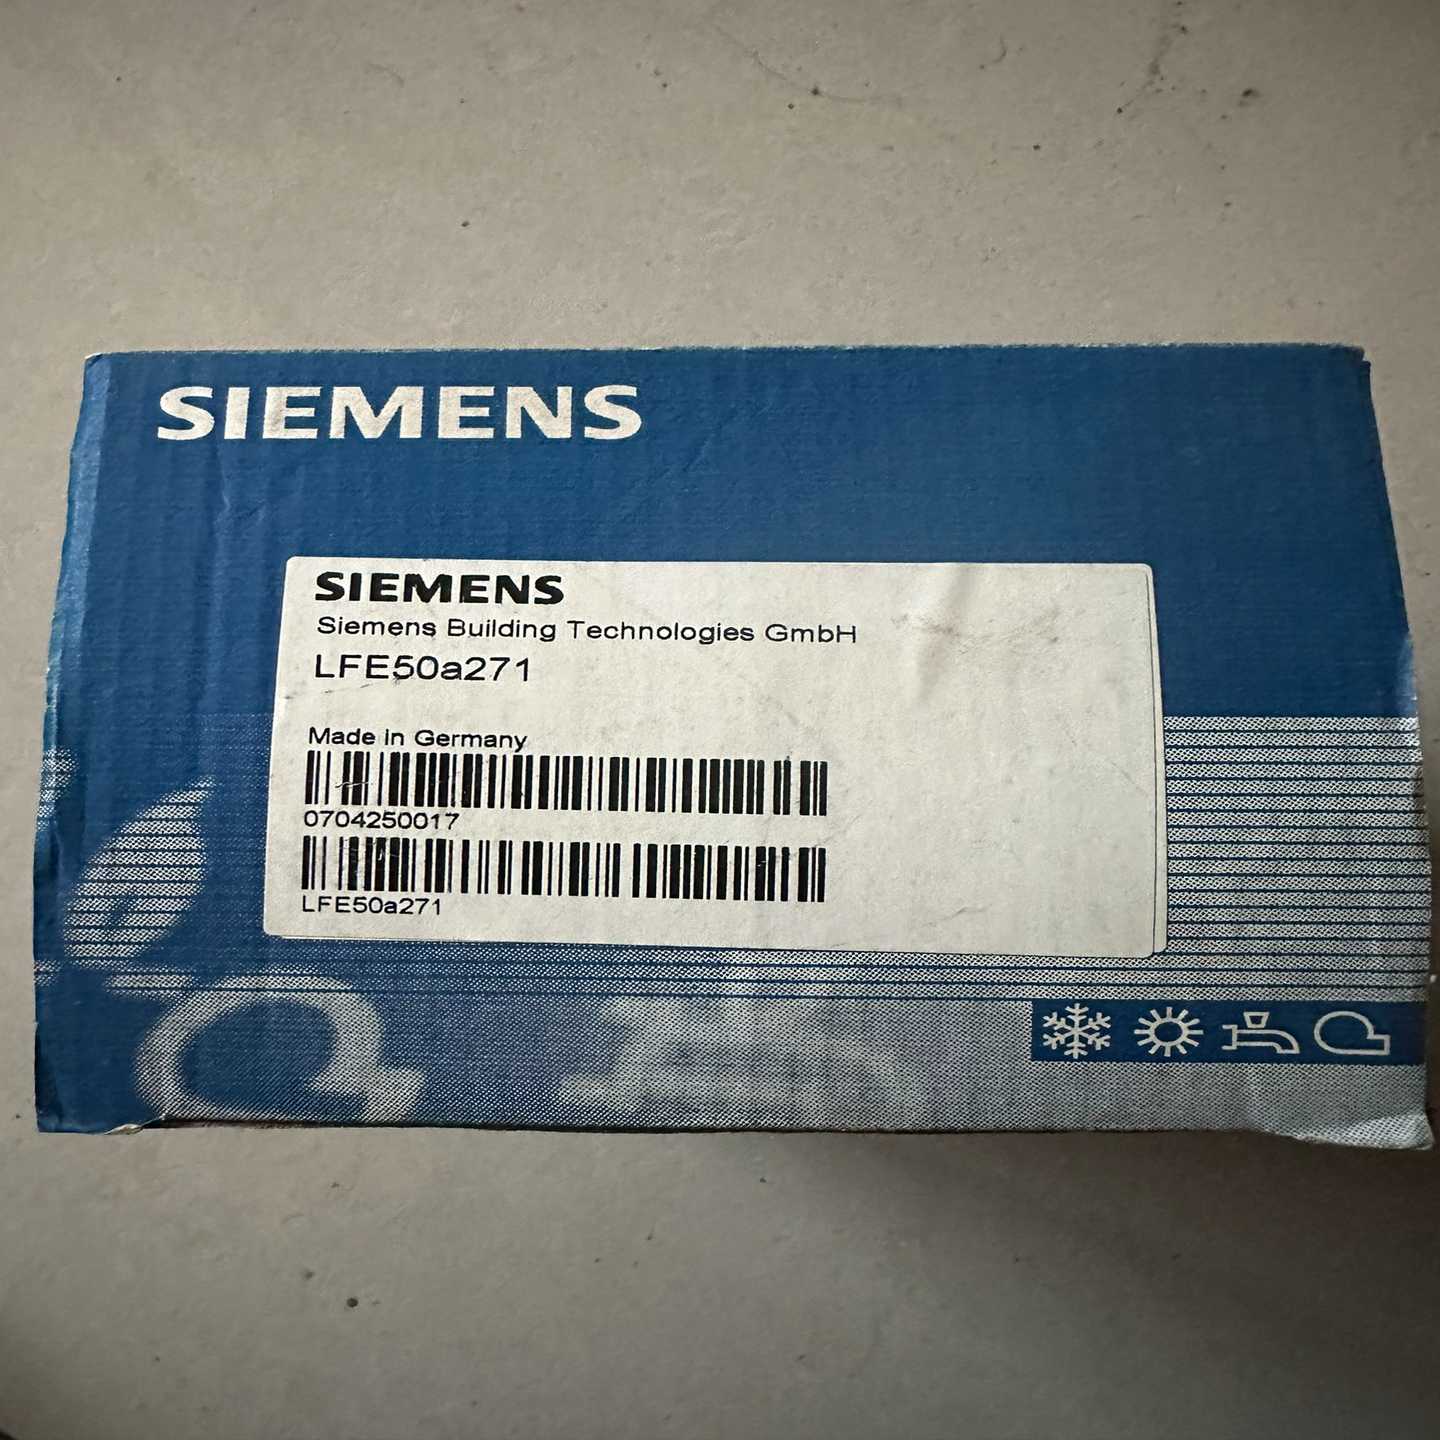 SIEMENS
SIEMENS
Siemens Building Technologies GmbH
LFE50a271
Made in Germany
0704250017
LFE50a271